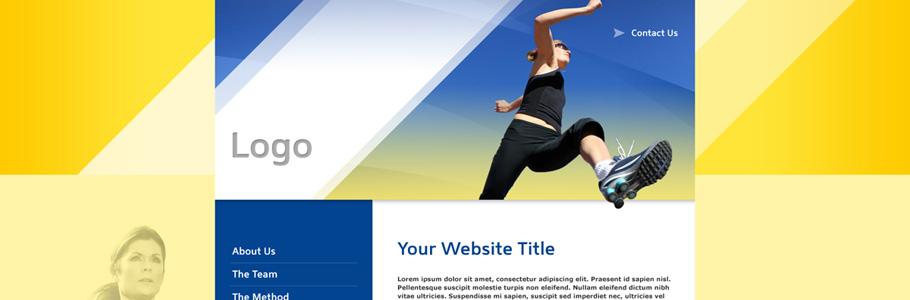 Contact Us
Logo
About Us
The Team
The Method
Your Website Title
Lorem ipsum dolor sit amet, consectetur adipiscing elit. Praesent id sapien nisl.
Pellentesque suscipit molestie turpis non eleifend. Nullam eleifend dictum nibh
vitae ultricies. Suspendisse mi sapien, suscipit sed imperdiet nec, ultricies vel